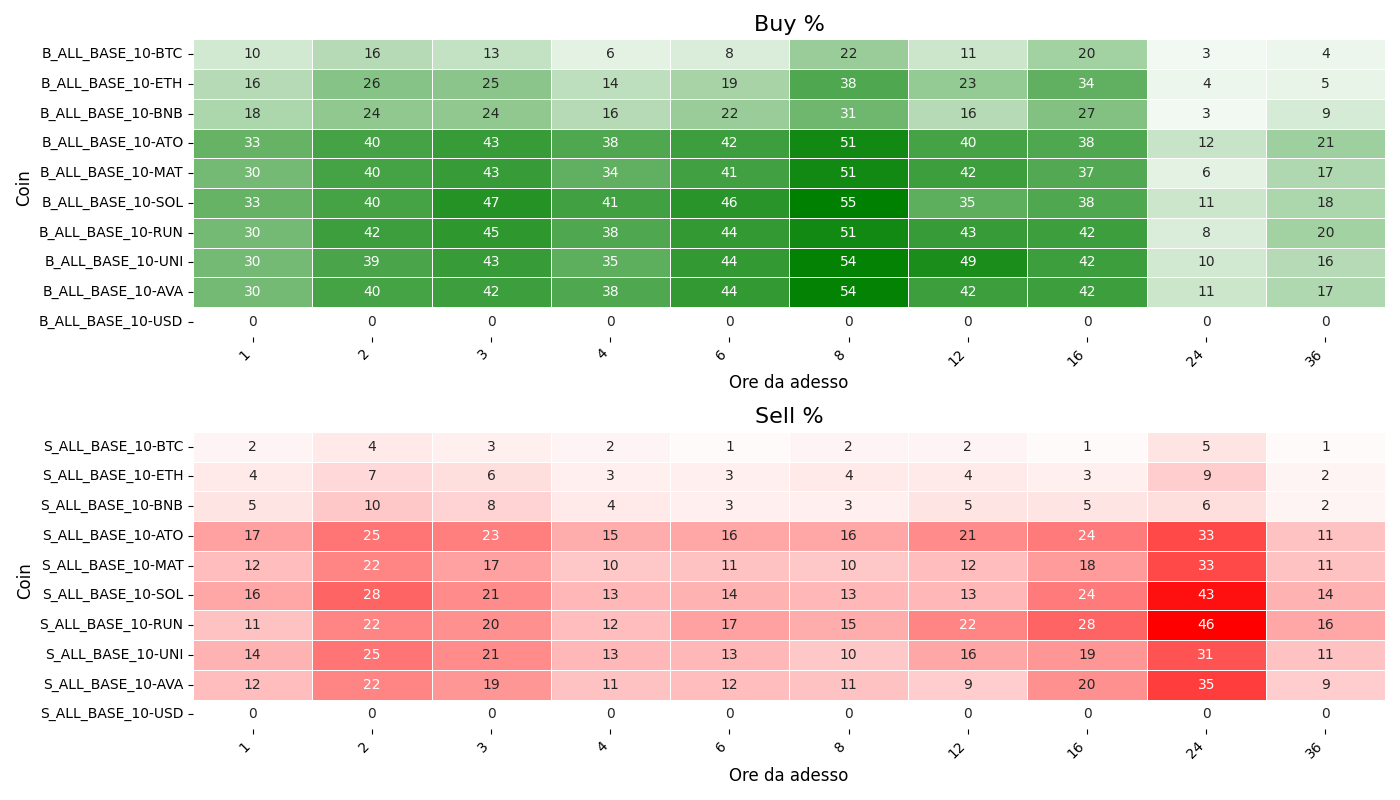 Buy %
Coin
B_ALL_BASE_10-BTC 10 16 13 6 8 22 11 20 3 4
B_ALL_BASE_10-ETH 16 26 25 14 19 38 23 34 4 5
B_ALL_BASE_10-BNB 18 24 24 16 22 31 16 27 3 9
B_ALL_BASE_10-ATO 33 40 43 38 42 51 40 38 12 21
B_ALL_BASE_10-MAT 30 40 43 34 41 51 42 37 6 17
B_ALL_BASE_10-SOL 33 40 47 41 46 55 35 38 11 18
B_ALL_BASE_10-RUN 30 42 45 38 44 51 43 42 8 20
B_ALL_BASE_10-UNI 30 39 43 35 44 54 49 42 10 16
B_ALL_BASE_10-AVA 30 40 42 38 44 54 42 42 11 17
B_ALL_BASE_10-USD 0 0 0 0 0 0 0 0 0 0
1 2 3 4 6 8 12 16 24 36
Ore da adesso
Sell %
Coin
S_ALL_BASE_10-BTC 2 4 3 2 1 2 2 1 5 1
S_ALL_BASE_10-ETH 4 7 6 3 3 4 4 3 9 2
S_ALL_BASE_10-BNB 5 10 8 4 3 3 5 5 6 2
S_ALL_BASE_10-ATO 17 25 23 15 16 16 21 24 33 11
S_ALL_BASE_10-MAT 12 22 17 10 11 10 12 18 33 11
S_ALL_BASE_10-SOL 16 28 21 13 14 13 13 24 43 14
S_ALL_BASE_10-RUN 11 22 20 12 17 15 22 28 46 16
S_ALL_BASE_10-UNI 14 25 21 13 13 10 16 19 31 11
S_ALL_BASE_10-AVA 12 22 19 11 12 11 9 20 35 9
S_ALL_BASE_10-USD 0 0 0 0 0 0 0 0 0 0
1 2 3 4 6 8 12 16 24 36
Ore da adesso